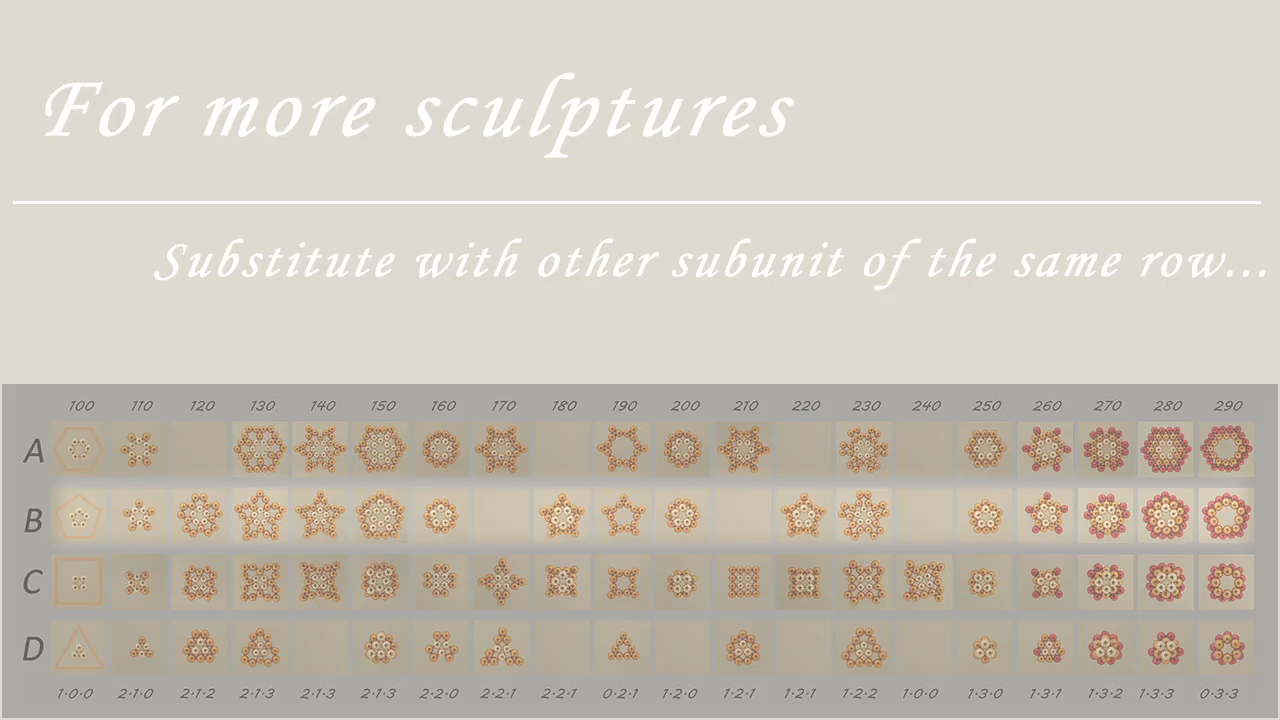 For more sculptures
Substitute with other subunit of the same row...
100 110 120 130 140 150 160 170 180 190 200 210 220 230 240 250 260 270 280 290
A
B
C
D
1·0·0 2·1·0 2·1·2 2·1·3 2·1·3 2·1·3 2·2·0 2·2·1 2·2·1 0·2·1 1·2·0 1·2·1 1·2·1 1·2·2 1·0·0 1·3·0 1·3·1 1·3·2 1·3·3 0·3·3